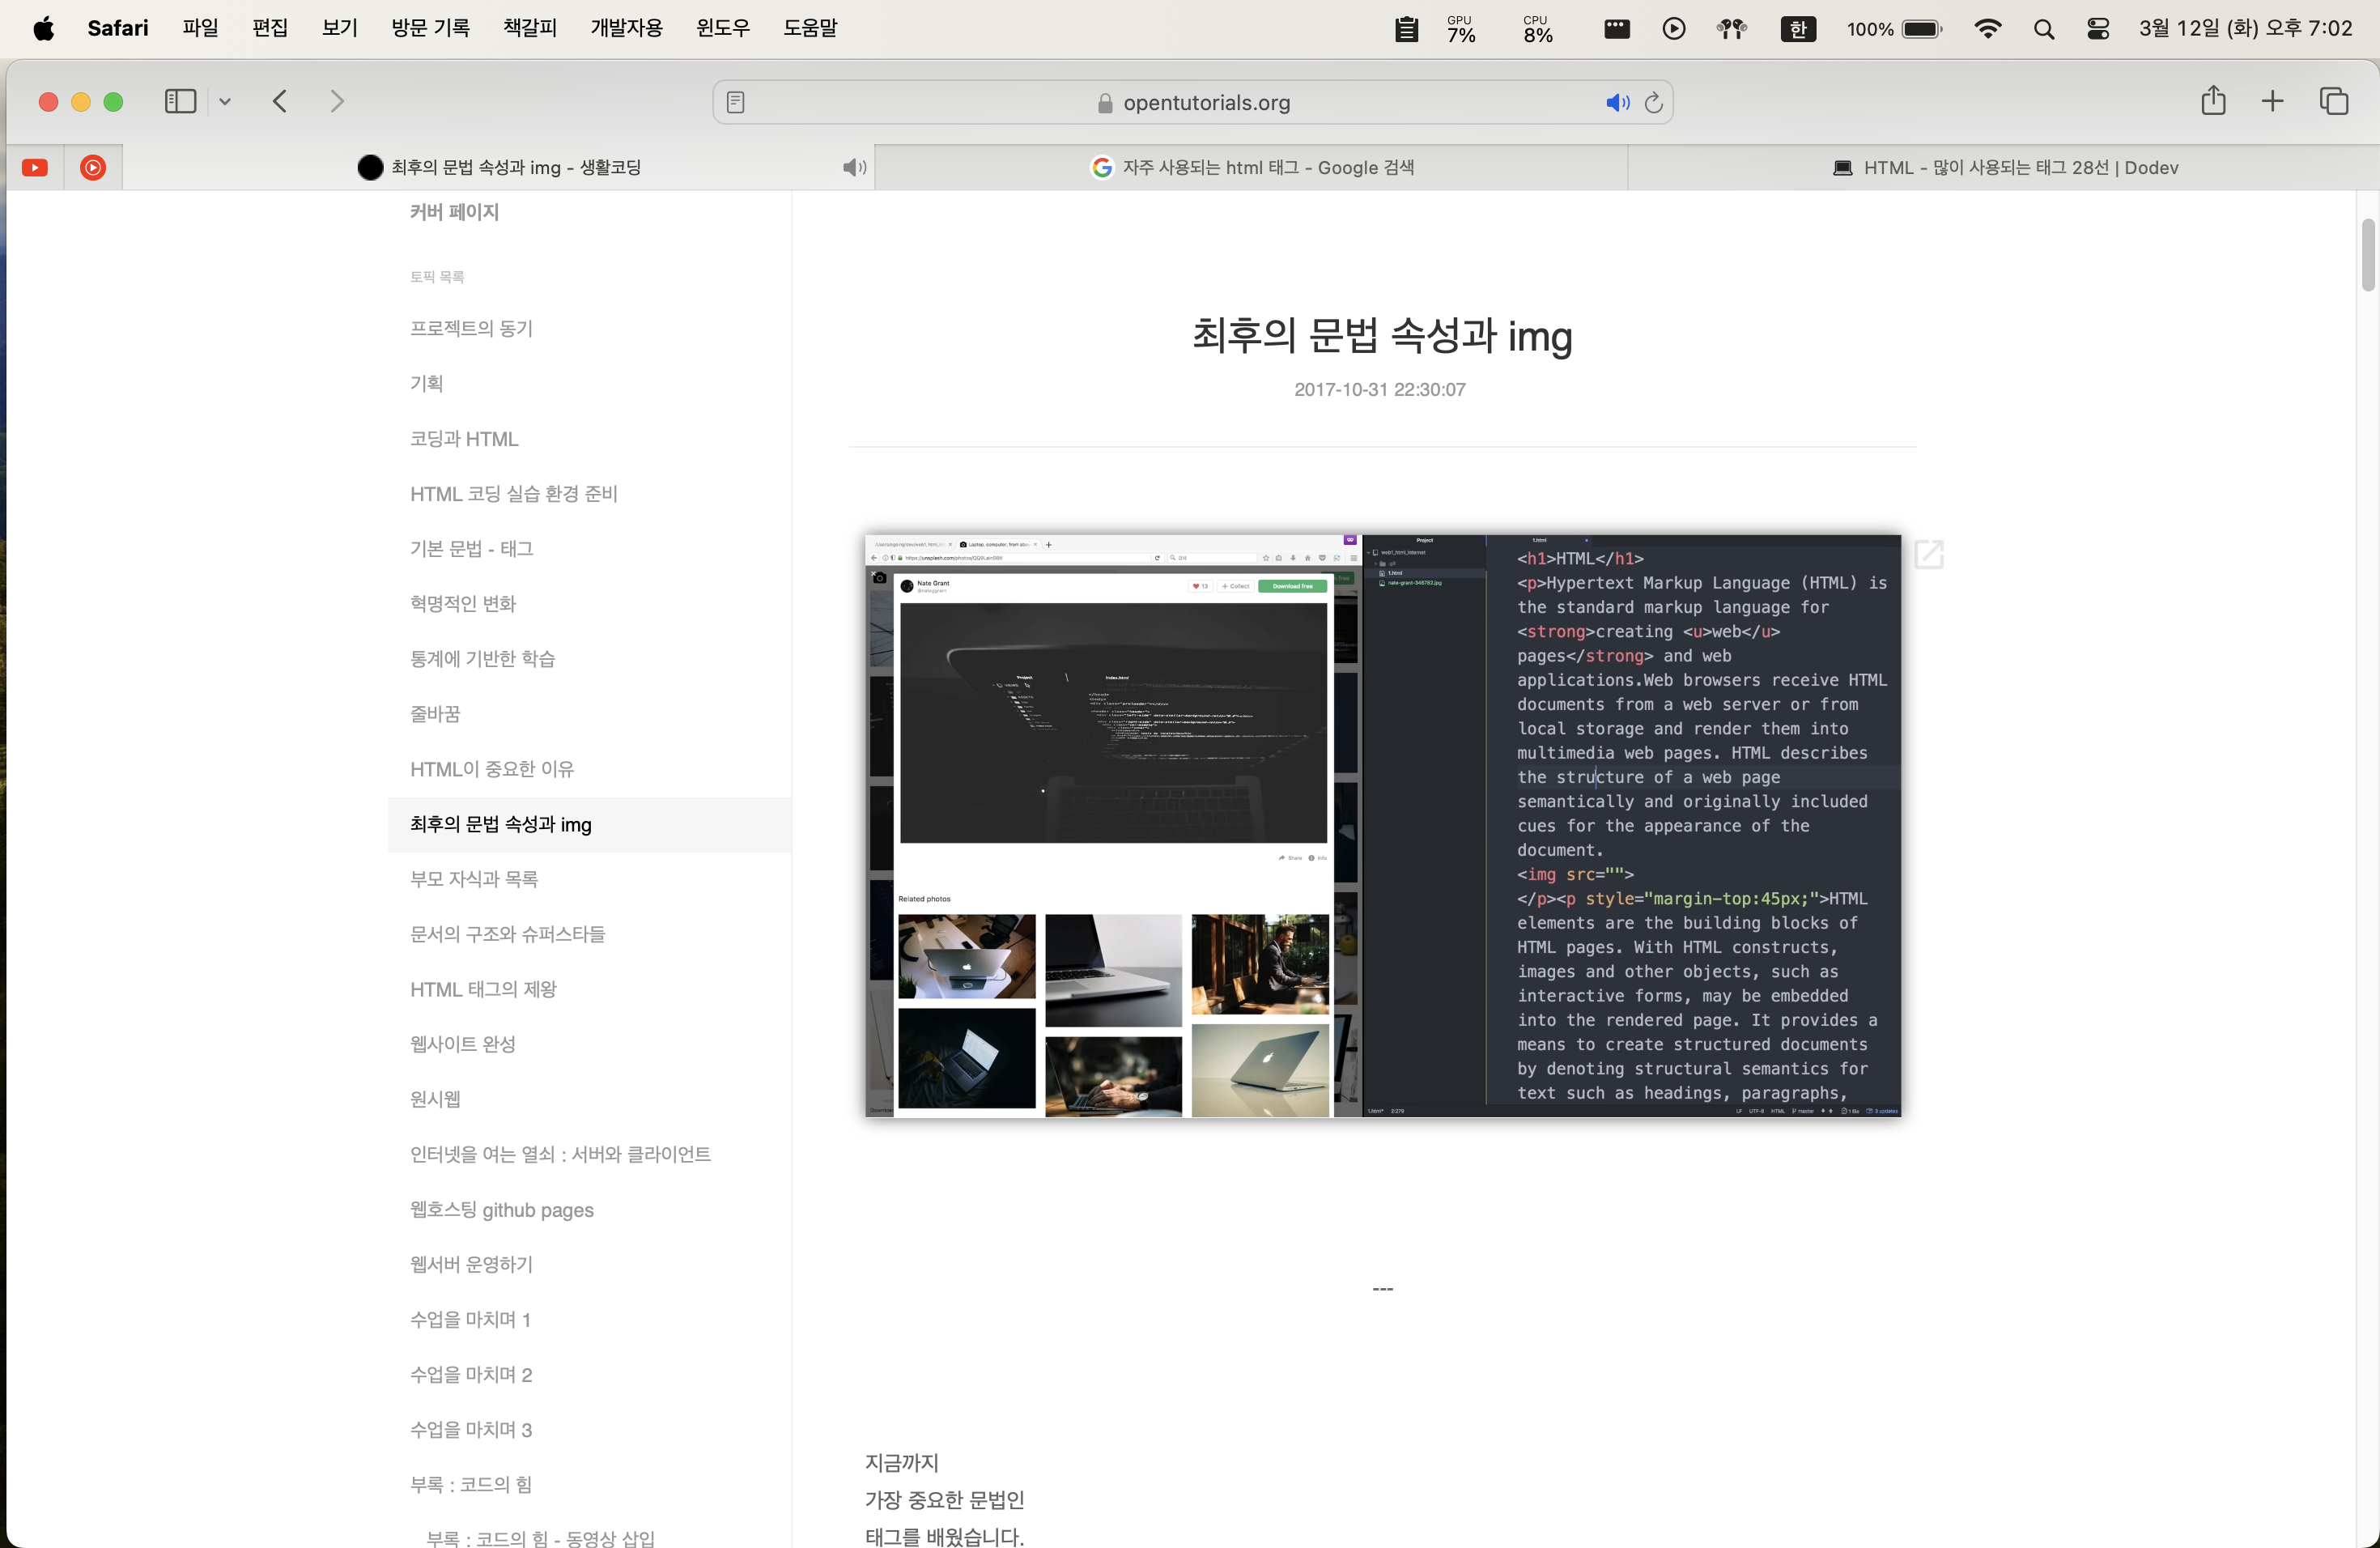 Safari 파일 편집 보기 방문 기록 책갈피 개발자용 윈도우 도움말
GPU 7% CPU 8% 한 100% 3월 12일 (화) 오후 7:02
opentutorials.org
최후의 문법 속성과 img - 생활코딩
자주 사용되는 html 태그 - Google 검색
HTML - 많이 사용되는 태그 28선 | Dodev
커버 페이지
토픽 목록
프로젝트의 동기
기획
코딩과 HTML
HTML 코딩 실습 환경 준비
기본 문법 - 태그
혁명적인 변화
통계에 기반한 학습
줄바꿈
HTML이 중요한 이유
최후의 문법 속성과 img
부모 자식과 목록
문서의 구조와 슈퍼스타들
HTML 태그의 제왕
웹사이트 완성
원시웹
인터넷을 여는 열쇠 : 서버와 클라이언트
웹호스팅 github pages
웹서버 운영하기
수업을 마치며 1
수업을 마치며 2
수업을 마치며 3
부록 : 코드의 힘
부록 : 코드의 힘 - 동영상 삽입
최후의 문법 속성과 img
2017-10-31 22:30:07
Nate Grant
13
+ Collect
Download free
Share Info
Related photos
Project
1.html
web1_html_internet
1.html
<h1>HTML</h1>
<p>Hypertext Markup Language (HTML) is
the standard markup language for
<strong>creating <u>web</u>
pages</strong> and web
applications.Web browsers receive HTML
documents from a web server or from
local storage and render them into
multimedia web pages. HTML describes
the structure of a web page
semantically and originally included
cues for the appearance of the
document.
<img src="">
</p><p style="margin-top:45px;">HTML
elements are the building blocks of
HTML pages. With HTML constructs,
images and other objects, such as
interactive forms, may be embedded
into the rendered page. It provides a
means to create structured documents
by denoting structural semantics for
text such as headings, paragraphs,
LF UTF-8 HTML master
---
지금까지
가장 중요한 문법인
태그를 배웠습니다.